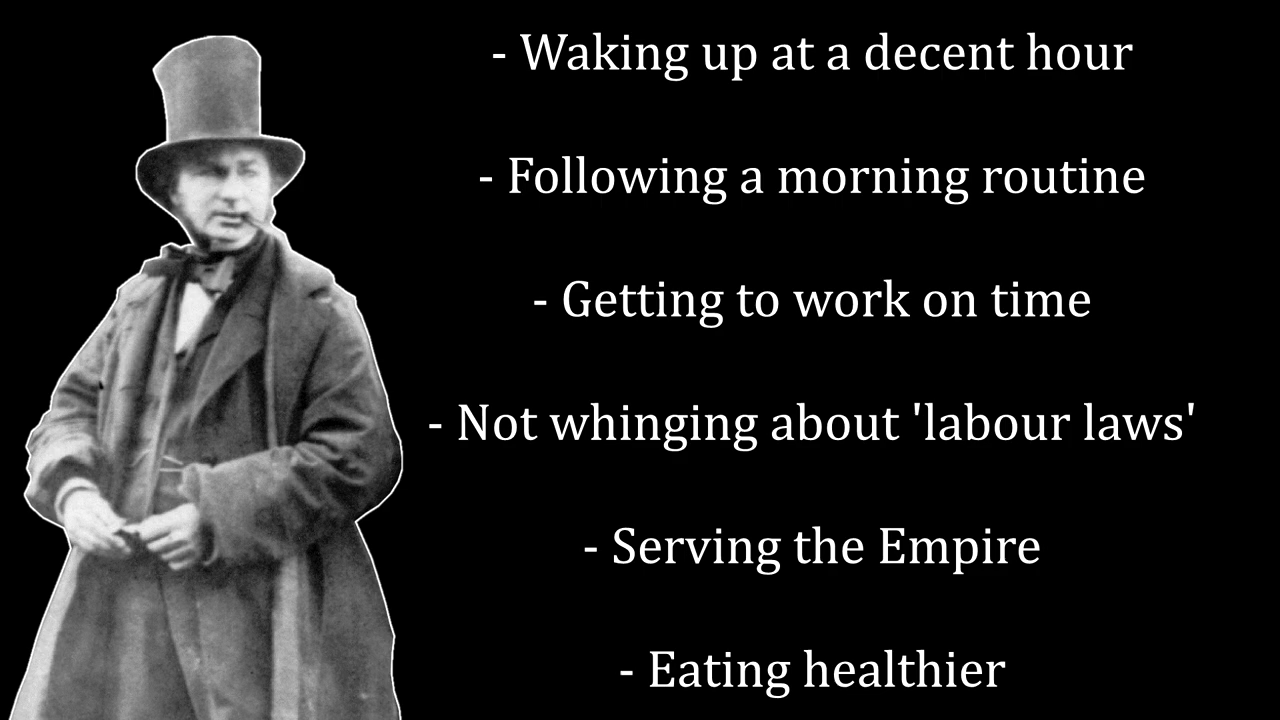 - Waking up at a decent hour
- Following a morning routine
- Getting to work on time
- Not whinging about 'labour laws'
- Serving the Empire
- Eating healthier